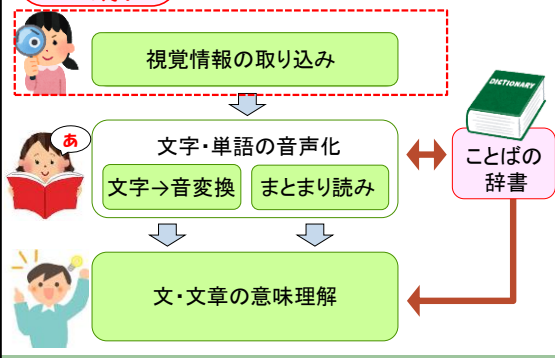 視覚情報の取り込み
DICTIONARY
あ
文字・単語の音声化
文字→音変換
まとまり読み
ことばの
辞書
文・文章の意味理解